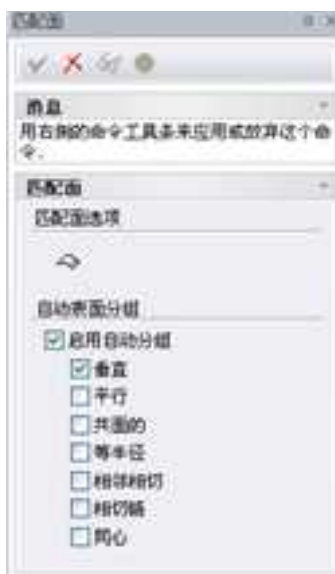 匹配面
消息
用右侧的命令工具条来应用或放弃这个命
令.
匹配面
匹配面选项
自动表面分组
启用自动分组
垂直
平行
共面的
等半径
相邻相切
相切链
同心